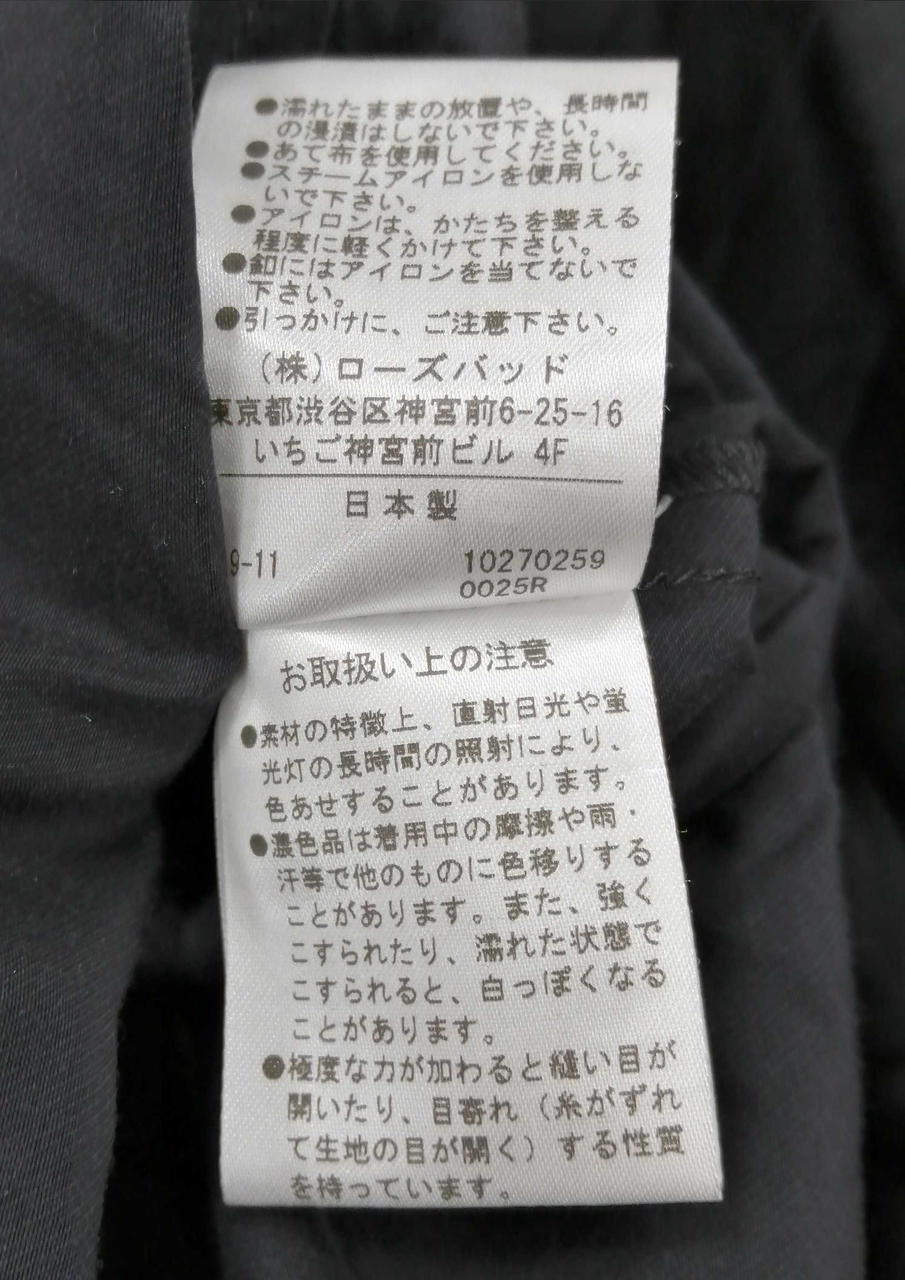 ●濡れたままの放置や、長時間
の浸漬はしないで下さい。
●あて布を使用してください。
●スチームアイロンを使用しな
いで下さい。
●アイロンは、かたちを整える
程度に軽くかけて下さい。
●釦にはアイロンを当てないで
下さい。
●引っかけに、ご注意下さい。
(株)ローズバッド
東京都渋谷区神宮前6-25-16
いちご神宮前ビル 4F
日本製
9-11 10270259
0025R
お取扱い上の注意
●素材の特徴上、直射日光や蛍
光灯の長時間の照射により、
色あせすることがあります。
●濃色品は着用中の摩擦や雨・
汗等で他のものに色移りする
ことがあります。また、強く
こすられたり、濡れた状態で
こすられると、白っぽくなる
ことがあります。
●極度な力が加わると縫い目が
開いたり、目寄れ（糸がずれ
て生地の目が開く）する性質
を持っています。